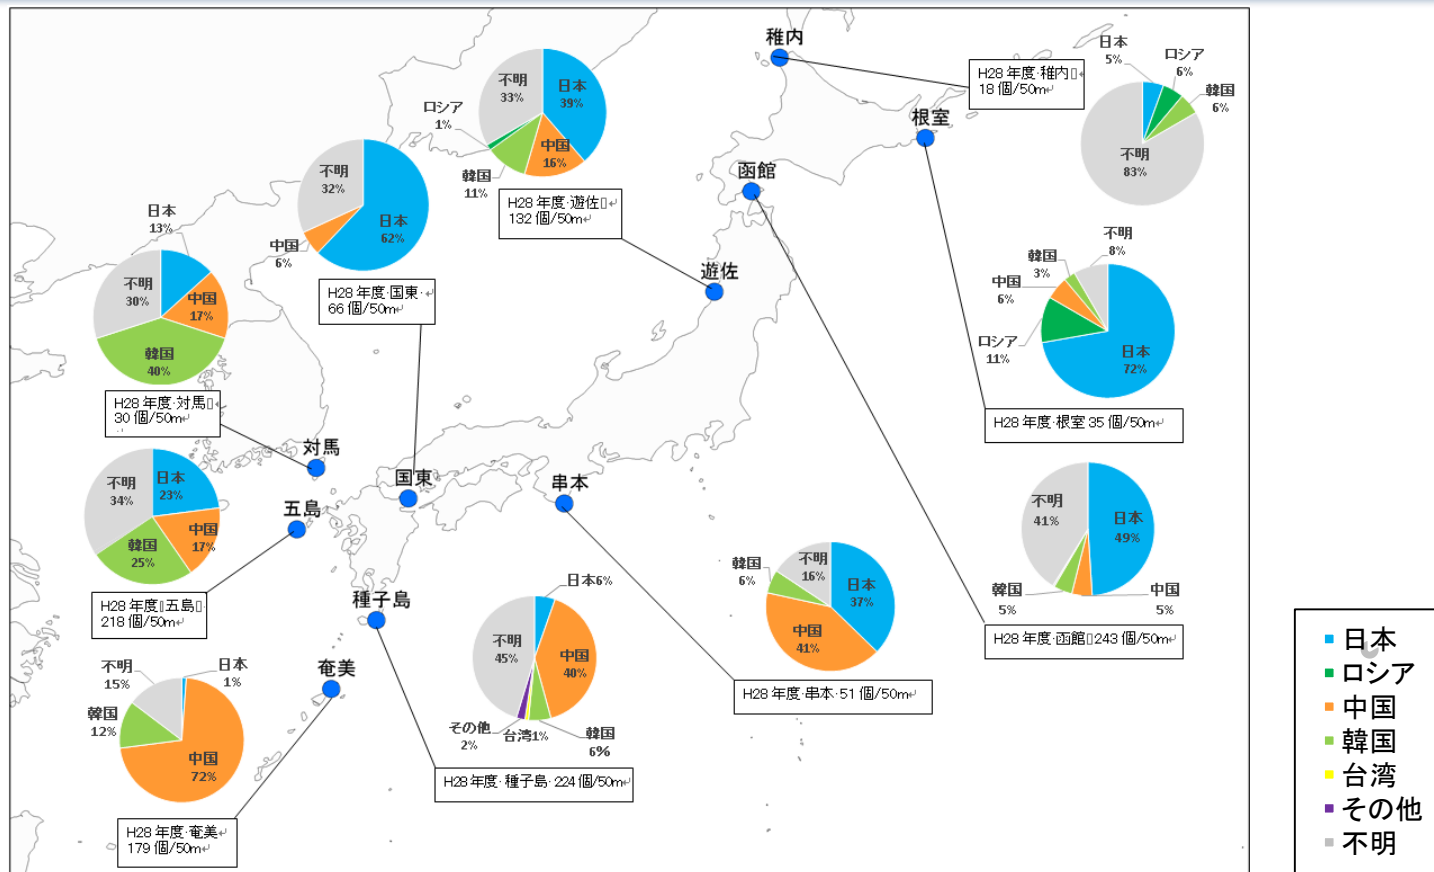 稚内
H28 年度・稚内
18 個/50m
日本
5%
ロシア
6%
韓国
6%
不明
83%
根室
函館
不明
33%
日本
39%
ロシア
1%
中国
16%
韓国
11%
H28 年度・遊佐
132 個/50m
不明
32%
日本
62%
中国
6%
H28 年度・国東・
66 個/50m
日本
13%
不明
30%
中国
17%
韓国
40%
H28 年度・対馬
30 個/50m
遊佐
不明
8%
韓国
3%
中国
6%
ロシア
11%
日本
72%
H28 年度・根室 35 個/50m
対馬
国東
串本
五島
不明
34%
日本
23%
中国
17%
韓国
25%
H28 年度 五島
218 個/50m
不明
41%
日本
49%
韓国
5%
中国
5%
H28 年度・函館 243 個/50m
韓国
6%
不明
16%
日本
37%
中国
41%
H28 年度・串本・51 個/50m
種子島
日本6%
不明
45%
中国
40%
その他
2%
台湾1%
韓国
6%
H28 年度・種子島・224 個/50m
奄美
不明
15%
日本
1%
韓国
12%
中国
72%
H28 年度・奄美
179 個/50m
日本
ロシア
中国
韓国
台湾
その他
不明